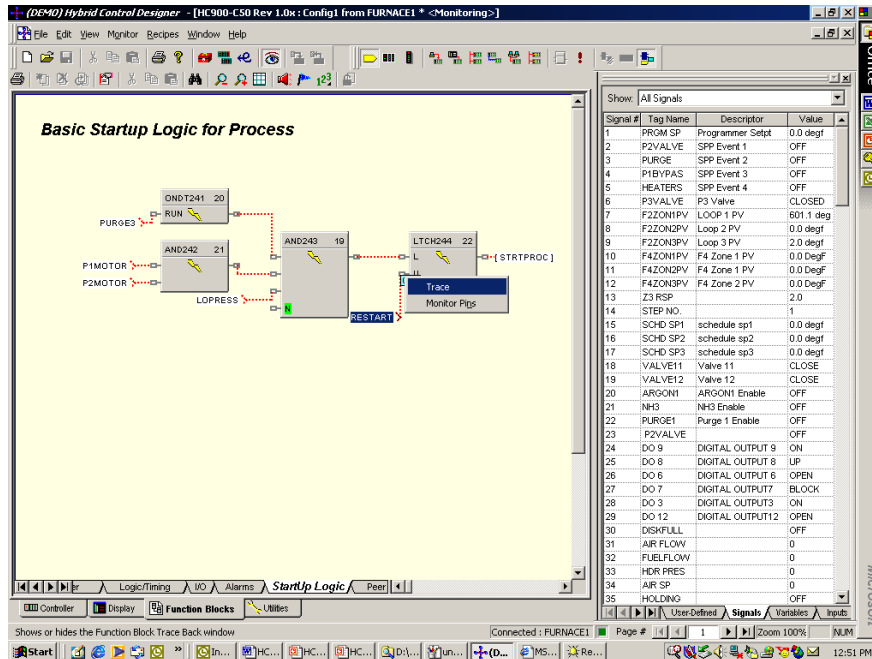 (DEMO) Hybrid Control Designer - [HC900-C50 Rev 1.0x : Config1 from FURNACE1 * <Monitoring>]
File Edit View Monitor Recipes Window Help
Basic Startup Logic for Process
ONDT241 20
RUN
PURGE3
AND242 21
P1MOTOR
P2MOTOR
LOPRESS
AND243 19
N
LTCH244 22
L
U
[STRTPROC]
RESTART
Trace
Monitor Pins
Show: All Signals
Signal # Tag Name Descriptor Value
1 PRGM SP Programmer Setpt 0.0 degf
2 P2VALVE SPP Event 1 OFF
3 PURGE SPP Event 2 OFF
4 P1BYPAS SPP Event 3 OFF
5 HEATERS SPP Event 4 OFF
6 P3VALVE P3 Valve CLOSED
7 F2ZON1PV LOOP 1 PV 601.1 deg
8 F2ZON2PV Loop 2 PV 0.0 degf
9 F2ZON3PV Loop 3 PV 2.0 degf
10 F4ZON1PV F4 Zone 1 PV 0.0 DegF
11 F4ZON2PV F4 Zone 1 PV 0.0 DegF
12 F4ZON3PV F4 Zone 2 PV 0.0 DegF
13 Z3 RSP 2.0
14 STEP NO. 1
15 SCHD SP1 schedule sp1 0.0 degf
16 SCHD SP2 schedule sp2 0.0 degf
17 SCHD SP3 schedule sp3 0.0 degf
18 VALVE11 Valve 11 CLOSE
19 VALVE12 Valve 12 CLOSE
20 ARGON1 ARGON1 Enable OFF
21 NH3 NH3 Enable OFF
22 PURGE1 Purge 1 Enable OFF
23 P2VALVE OFF
24 DO 9 DIGITAL OUTPUT 9 ON
25 DO 8 DIGITAL OUTPUT 8 UP
26 DO 6 DIGITAL OUTPUT 6 OPEN
27 DO 7 DIGITAL OUTPUT7 BLOCK
28 DO 3 DIGITAL OUTPUT3 ON
29 DO 12 DIGITAL OUTPUT12 OPEN
30 DISKFULL OFF
31 AIR FLOW 0
32 FUELFLOW 0
33 HDR PRES 0
34 AIR SP 0
35 HOLDING OFF
er Logic/Timing I/O Alarms StartUp Logic Peer
User-Defined Signals Variables Inputs
Controller Display Function Blocks Utilities
Shows or hides the Function Block Trace Back window Connected : FURNACE1 Page # 1 Zoom 100% NUM
Start In... HC... HC... HC... D:\... un... (D... MS... Re... 12:51 PM
Office
Microsoft